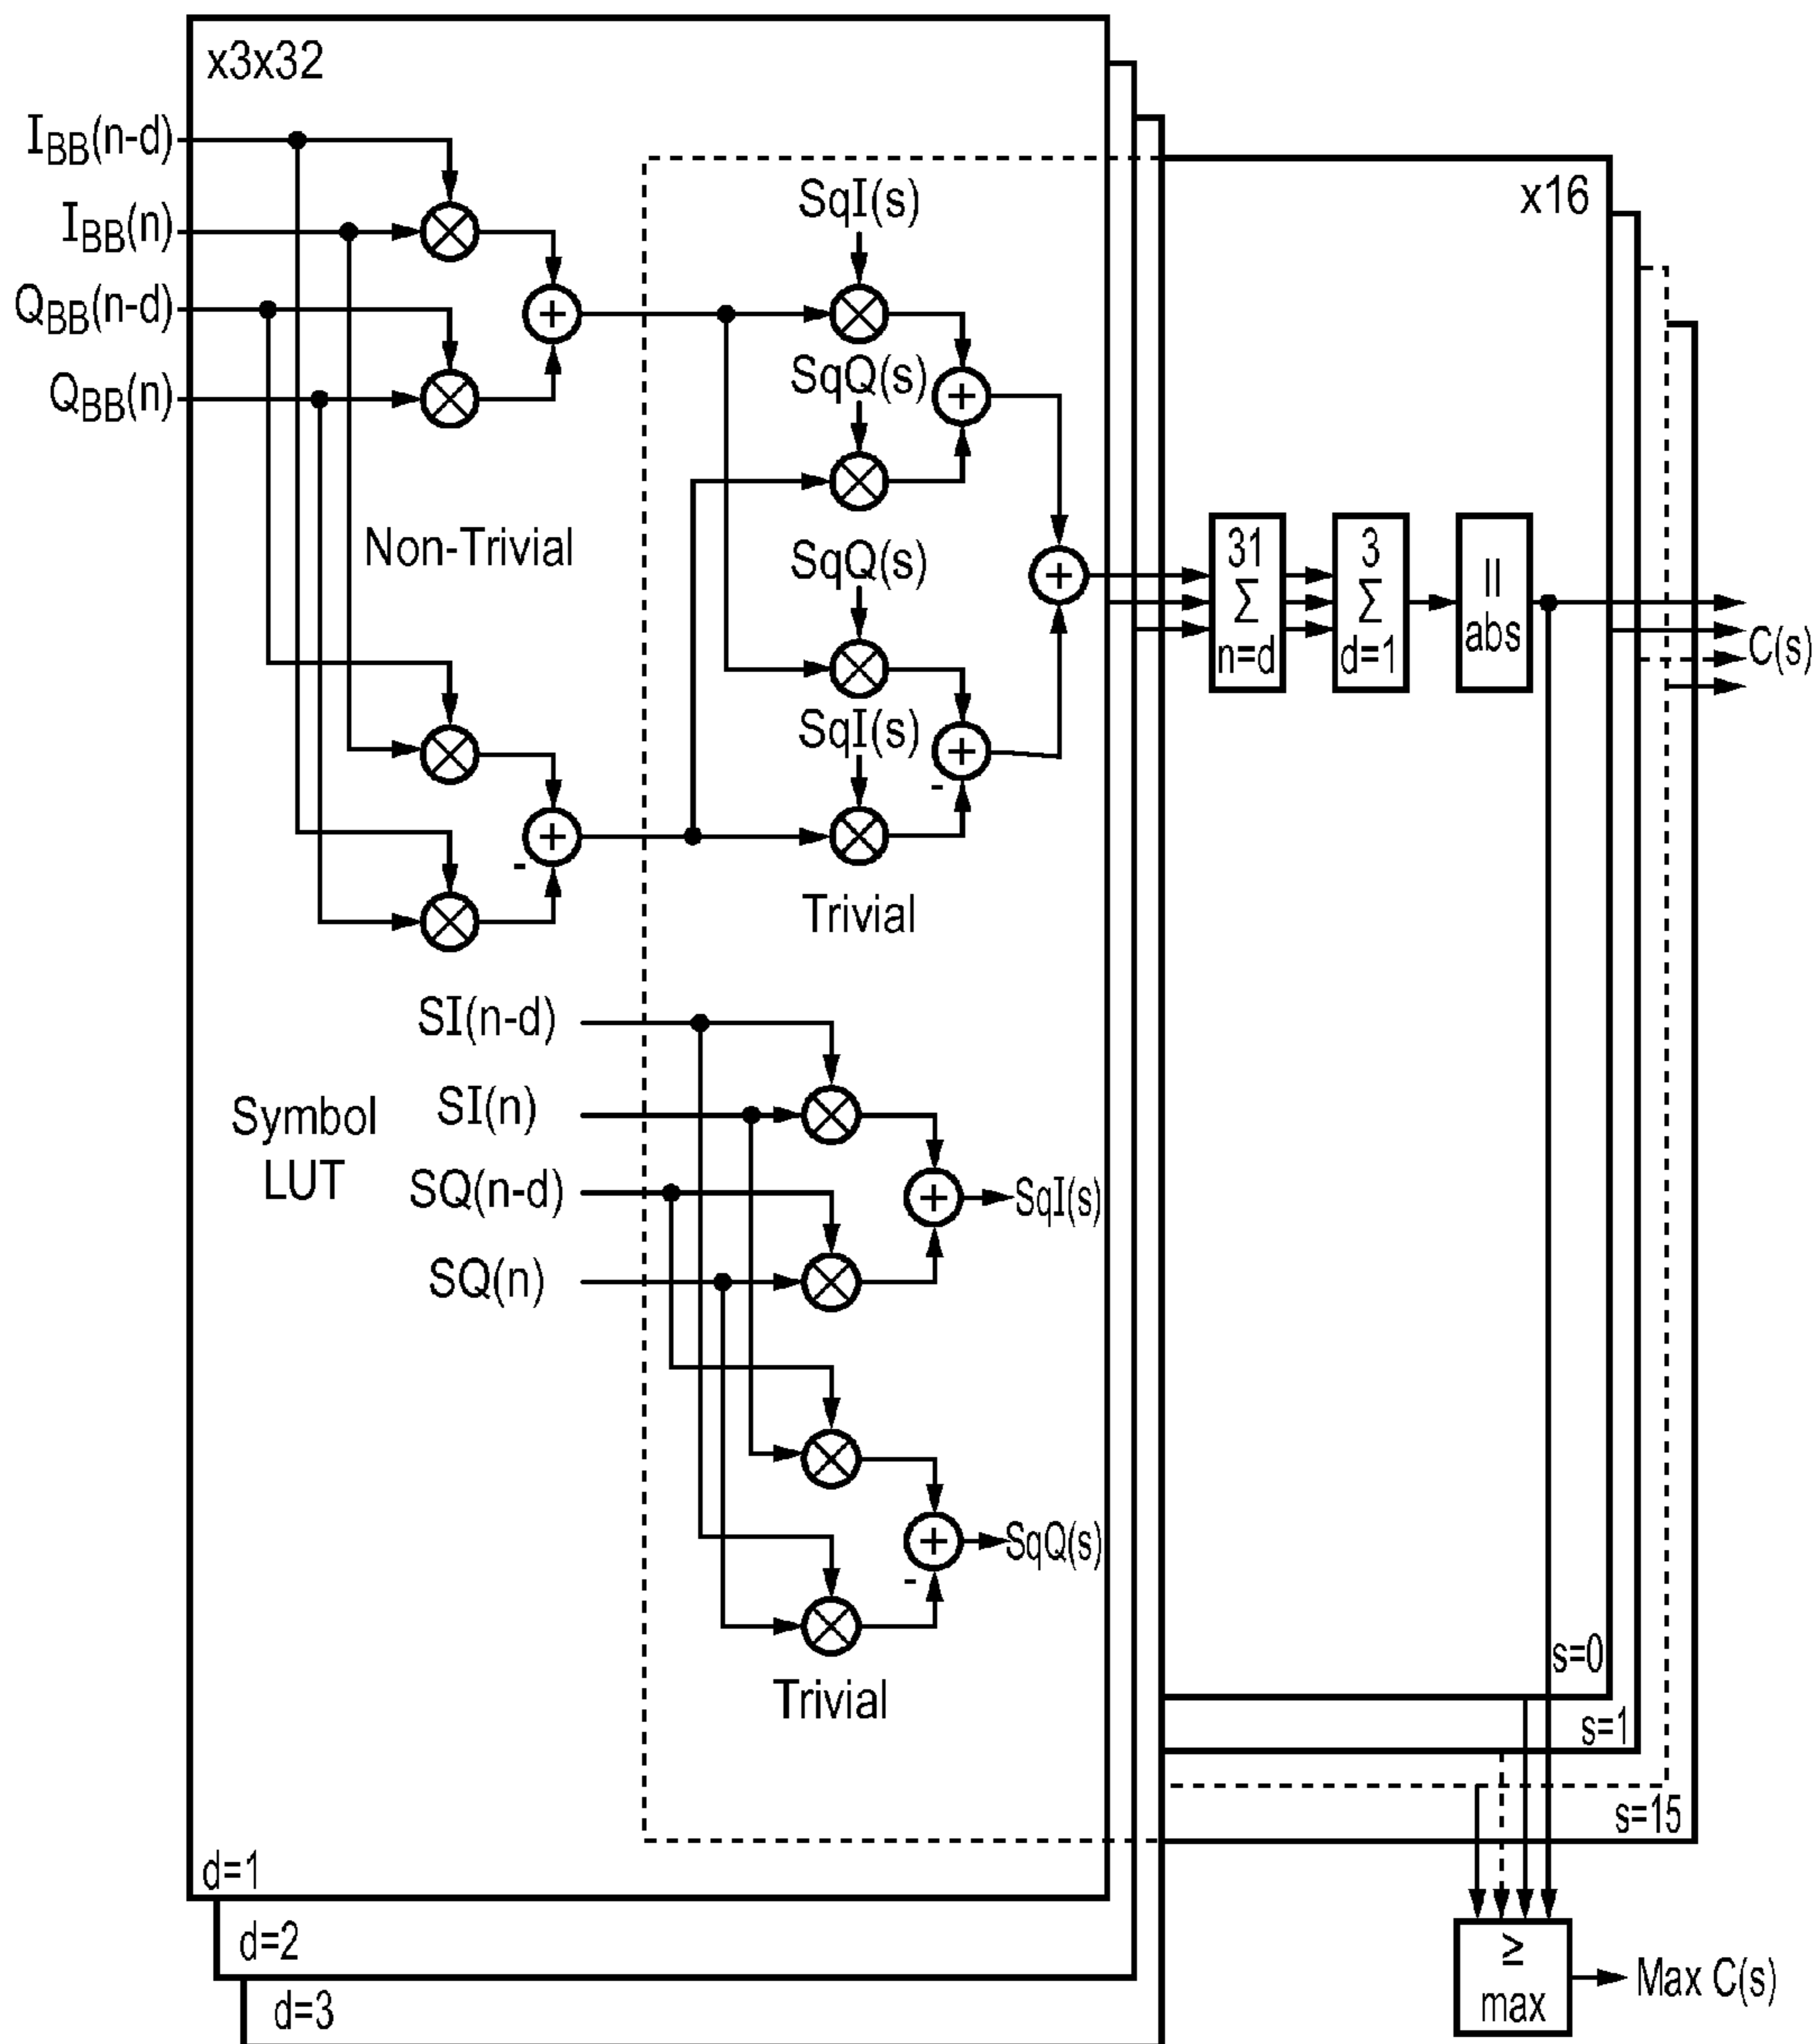 x3x32
I_BB(n-d)
I_BB(n)
Q_BB(n-d)
Q_BB(n)
Non-Trivial
SqI(s)
SqQ(s)
SqQ(s)
SqI(s)
+
+
+
+
-
+
-
+
Trivial
x16
31
Σ
n=d
3
Σ
d=1
||
abs
C(s)
Symbol
LUT
SI(n-d)
SI(n)
SQ(n-d)
SQ(n)
+
SqI(s)
+
-
SqQ(s)
Trivial
s=0
s=1
s=15
d=1
d=2
d=3
≥
max
Max C(s)